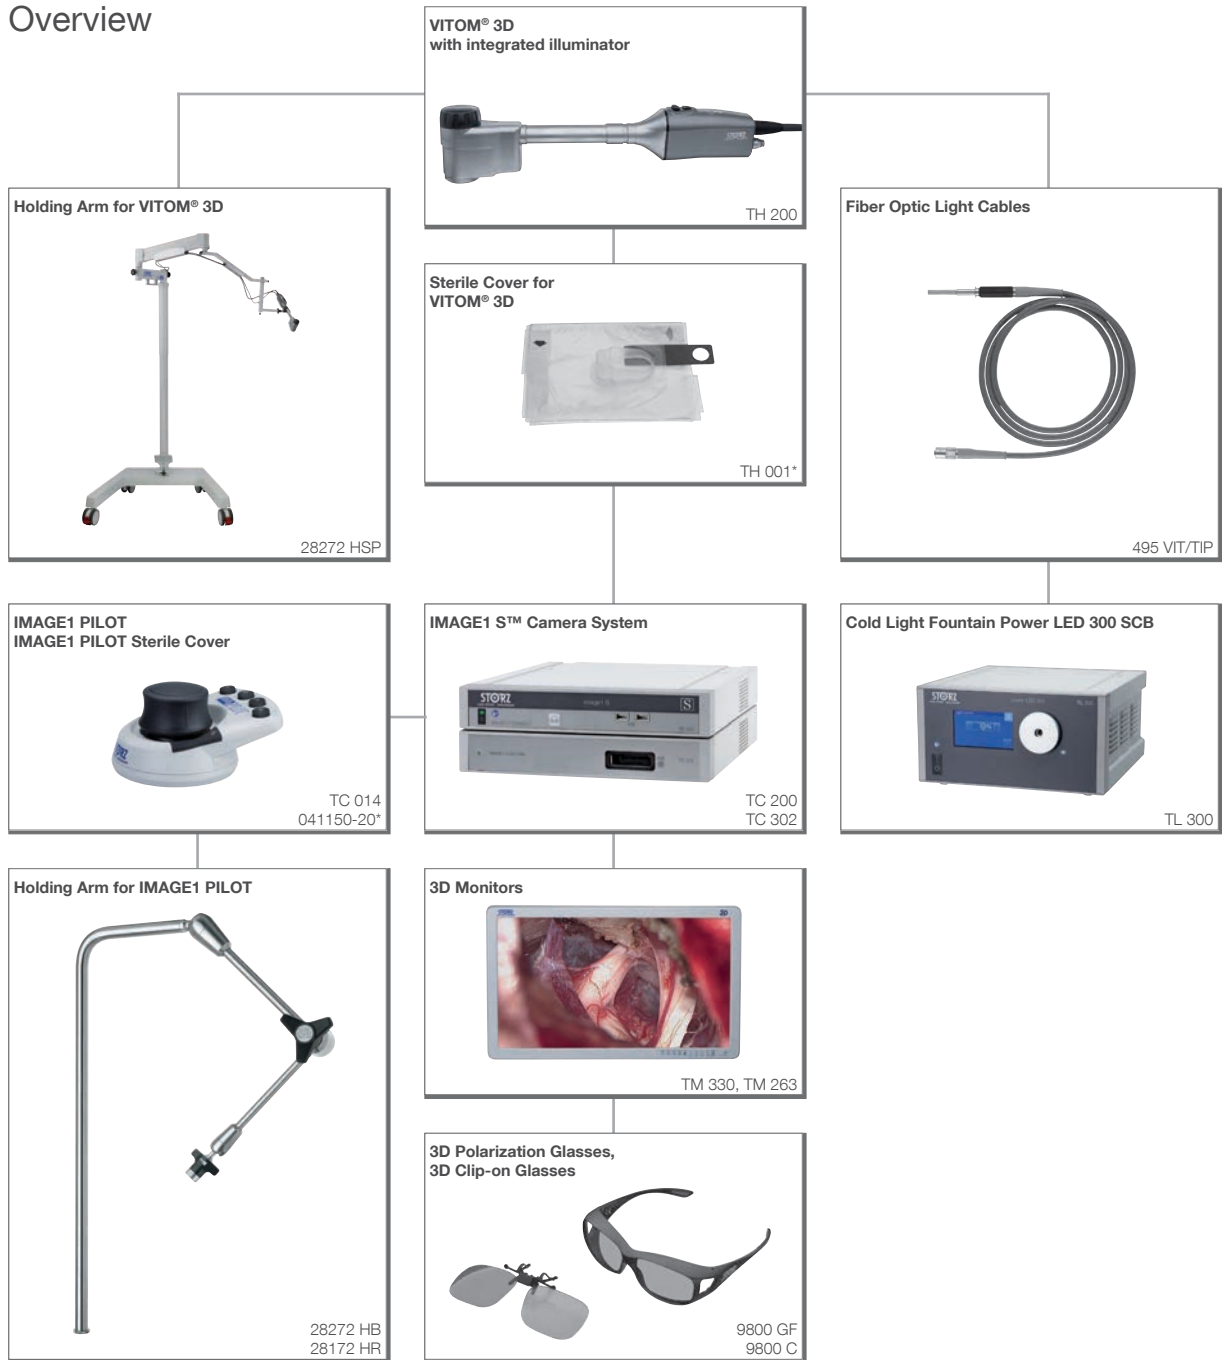 Overview
VITOM® 3D
with integrated illuminator
STORZ
TH 200
Holding Arm for VITOM® 3D
28272 HSP
Sterile Cover for
VITOM® 3D
TH 001*
Fiber Optic Light Cables
495 VIT/TIP
IMAGE1 PILOT
IMAGE1 PILOT Sterile Cover
STORZ
TC 014
041150-20*
IMAGE1 S™ Camera System
STORZ
image1 S
S
TC 200
TC 302
Cold Light Fountain Power LED 300 SCB
STORZ
TL 300
Holding Arm for IMAGE1 PILOT
28272 HB
28172 HR
3D Monitors
STORZ
TM 330, TM 263
3D Polarization Glasses,
3D Clip-on Glasses
9800 GF
9800 C